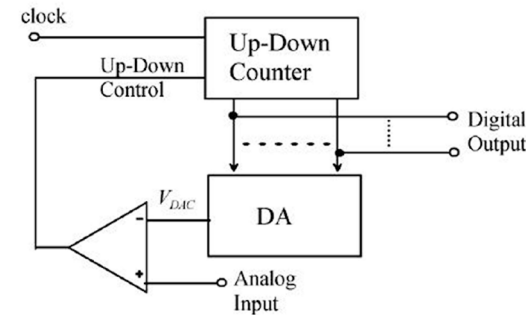 clock
Up-Down
Counter
Up-Down
Control
Digital
Output
V_DAC
DA
-
+
Analog
Input